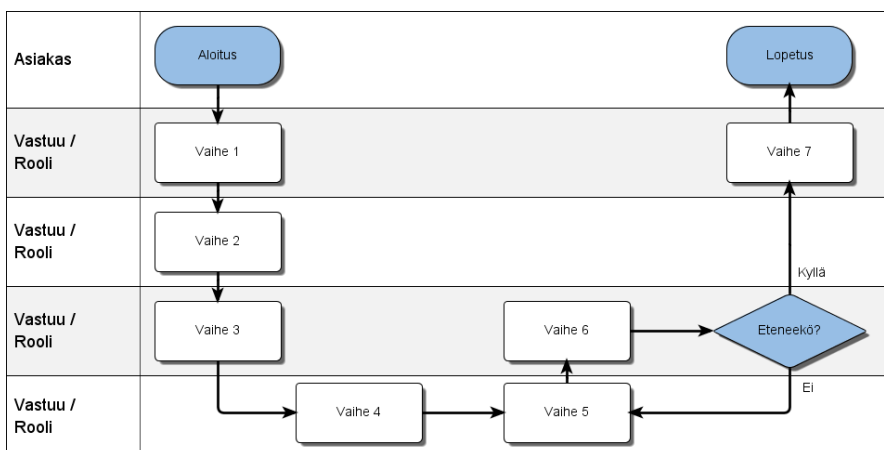 Asiakas
Aloitus
Lopetus
Vastuu /
Rooli
Vaihe 1
Vaihe 7
Vastuu /
Rooli
Vaihe 2
Kyllä
Vastuu /
Rooli
Vaihe 3
Vaihe 6
Eteneekö?
Ei
Vastuu /
Rooli
Vaihe 4
Vaihe 5